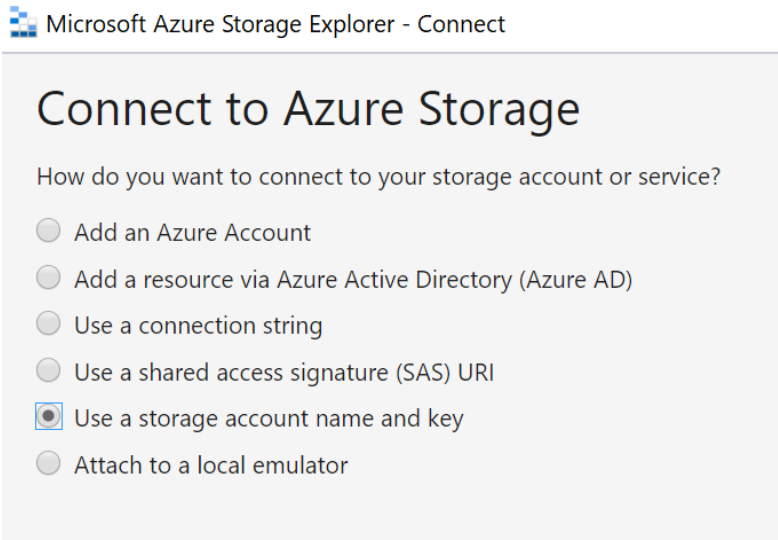 Microsoft Azure Storage Explorer - Connect
Connect to Azure Storage
How do you want to connect to your storage account or service?
Add an Azure Account
Add a resource via Azure Active Directory (Azure AD)
Use a connection string
Use a shared access signature (SAS) URI
Use a storage account name and key
Attach to a local emulator